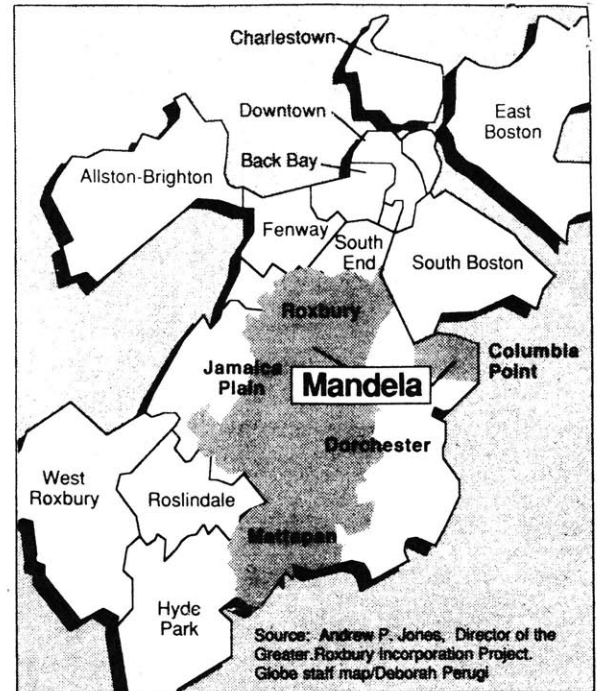 Charlestown
Downtown
East
Boston
Back Bay
Allston-Brighton
Fenway
South
End
South Boston
Roxbury
Columbia
Point
Jamaica
Plain
Mandela
Dorchester
West
Roxbury
Roslindale
Mattapan
Hyde
Park
Source: Andrew P. Jones, Director of the
Greater Roxbury Incorporation Project.
Globe staff map/Deborah Perugi